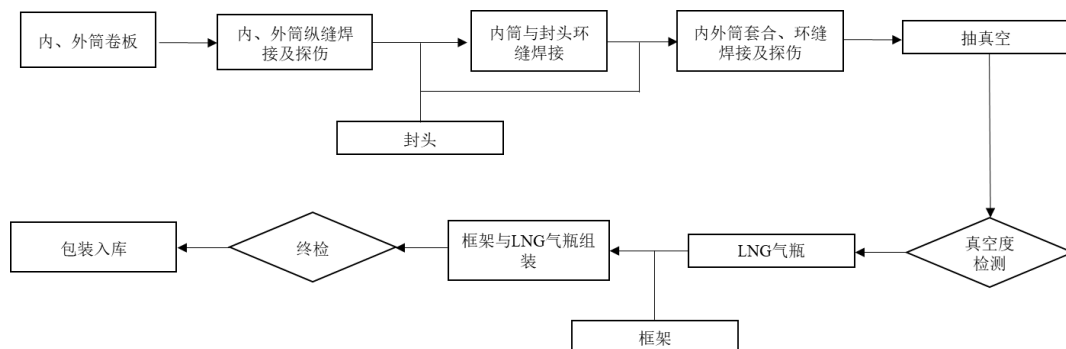 内、外筒卷板
内、外筒纵缝焊
接及探伤
内筒与封头环
缝焊接
内外筒套合、环缝
焊接及探伤
抽真空
封头
包装入库
终检
框架与LNG气瓶组
装
LNG气瓶
真空度
检测
框架